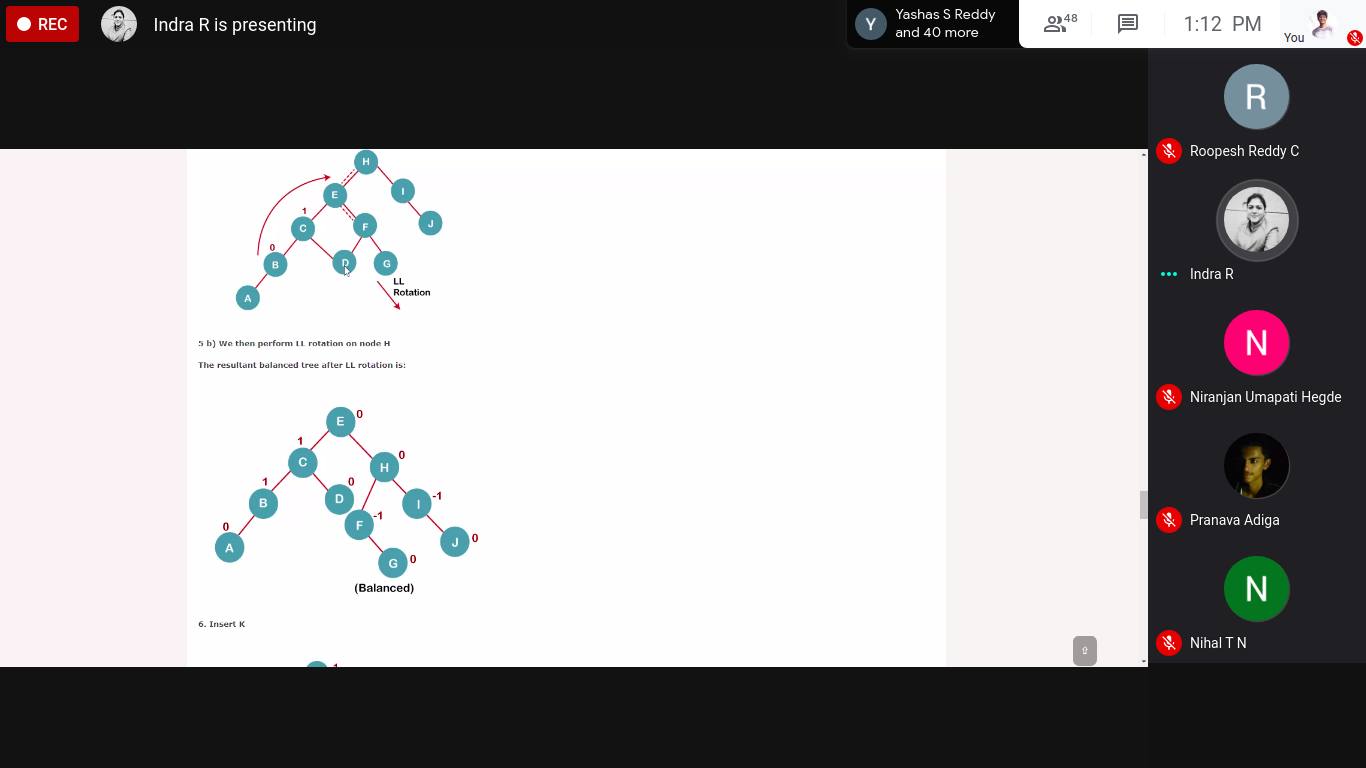 REC
Indra R is presenting
Y
Yashas S Reddy
and 40 more
48
1:12 PM
You
R
Roopesh Reddy C
Indra R
N
Niranjan Umapati Hegde
Pranava Adiga
N
Nihal T N
H
E
I
1
C
F
J
0
B
D
G
A
LL
Rotation
5 b) We then perform LL rotation on node H
The resultant balanced tree after LL rotation is:
E
0
1
C
H
0
1
B
D
0
I
-1
0
A
F
-1
J
0
G
0
(Balanced)
6. Insert K